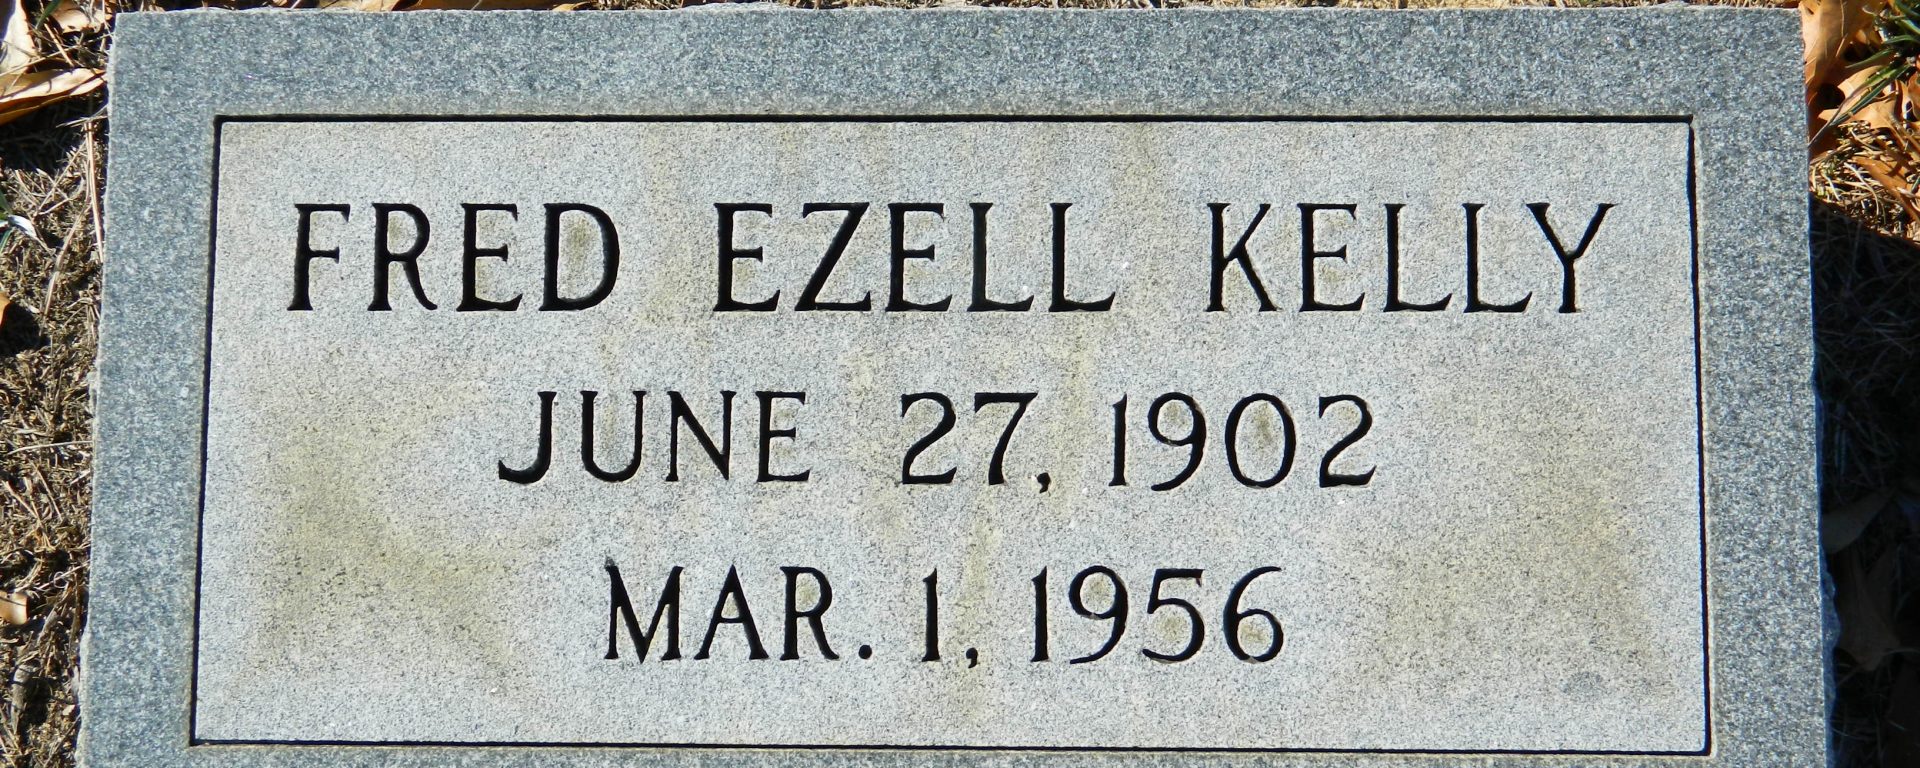 FRED EZELL KELLY
JUNE 27, 1902
MAR. 1, 1956